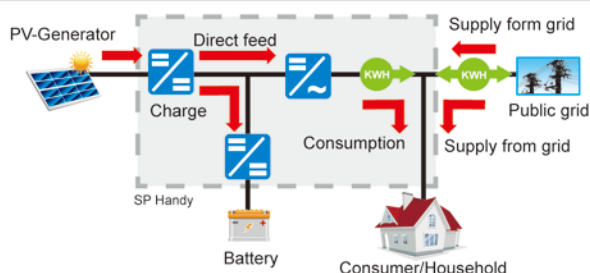 PV-Generator
Direct feed
Supply form grid
KWH
KWH
Charge
Public grid
Consumption
Supply from grid
SP Handy
Battery
Consumer/Household